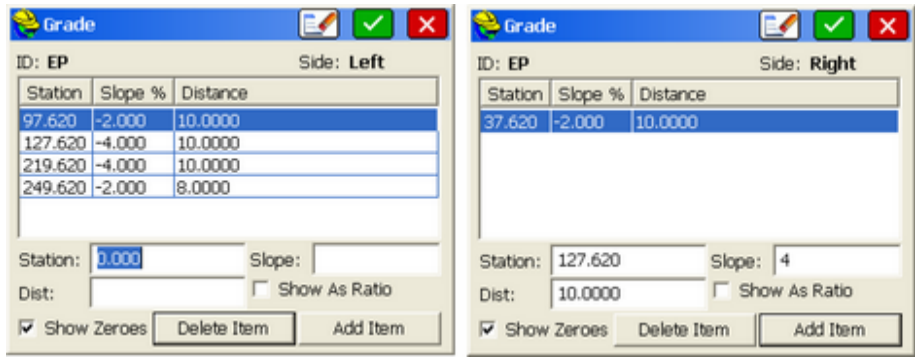 Grade
ID: EP Side: Left
Station Slope % Distance
97.620 -2.000 10.0000
127.620 -4.000 10.0000
219.620 -4.000 10.0000
249.620 -2.000 8.0000
Station: 0.000 Slope:
Dist: Show As Ratio
Show Zeroes Delete Item Add Item
Grade
ID: EP Side: Right
Station Slope % Distance
37.620 -2.000 10.0000
Station: 127.620 Slope: 4
Dist: 10.0000 Show As Ratio
Show Zeroes Delete Item Add Item